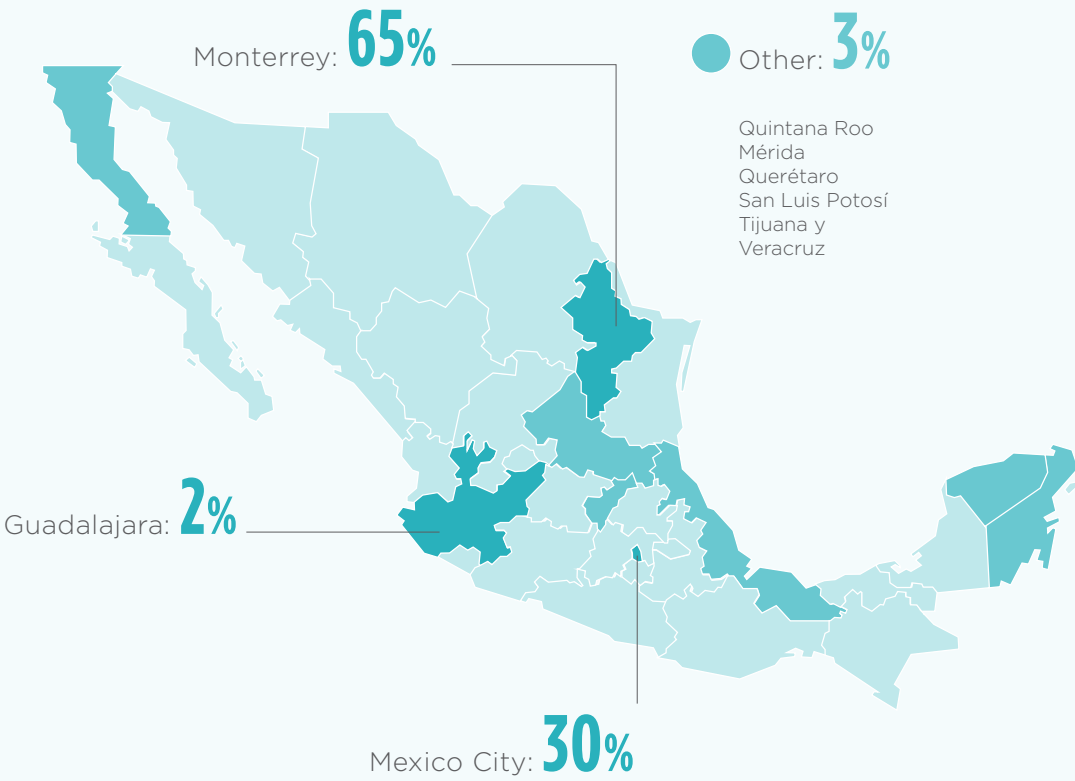 Monterrey: 65%
Other: 3%
Quintana Roo
Mérida
Querétaro
San Luis Potosí
Tijuana y
Veracruz
Guadalajara: 2%
Mexico City: 30%